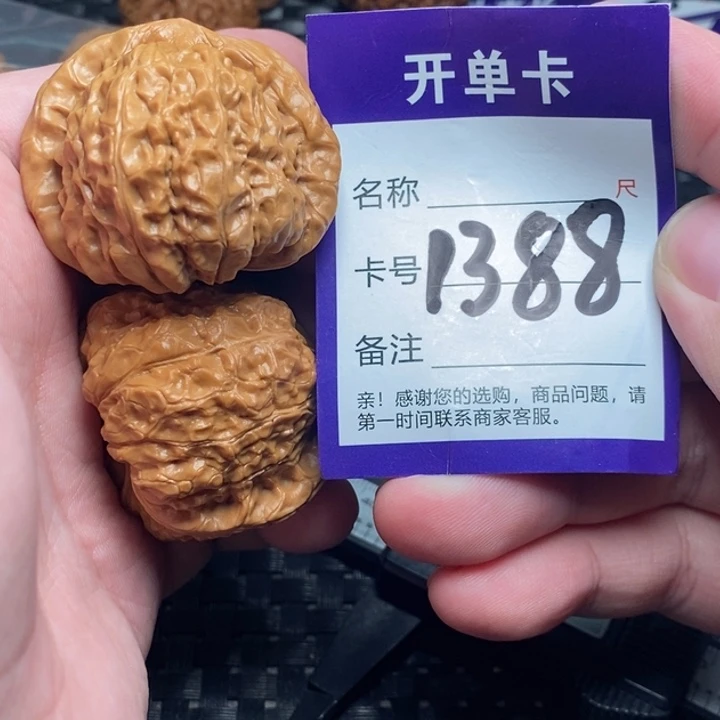 开单卡
名称 尺
卡号 1388
备注
亲！感谢您的选购，商品问题，请
第一时间联系商家客服。